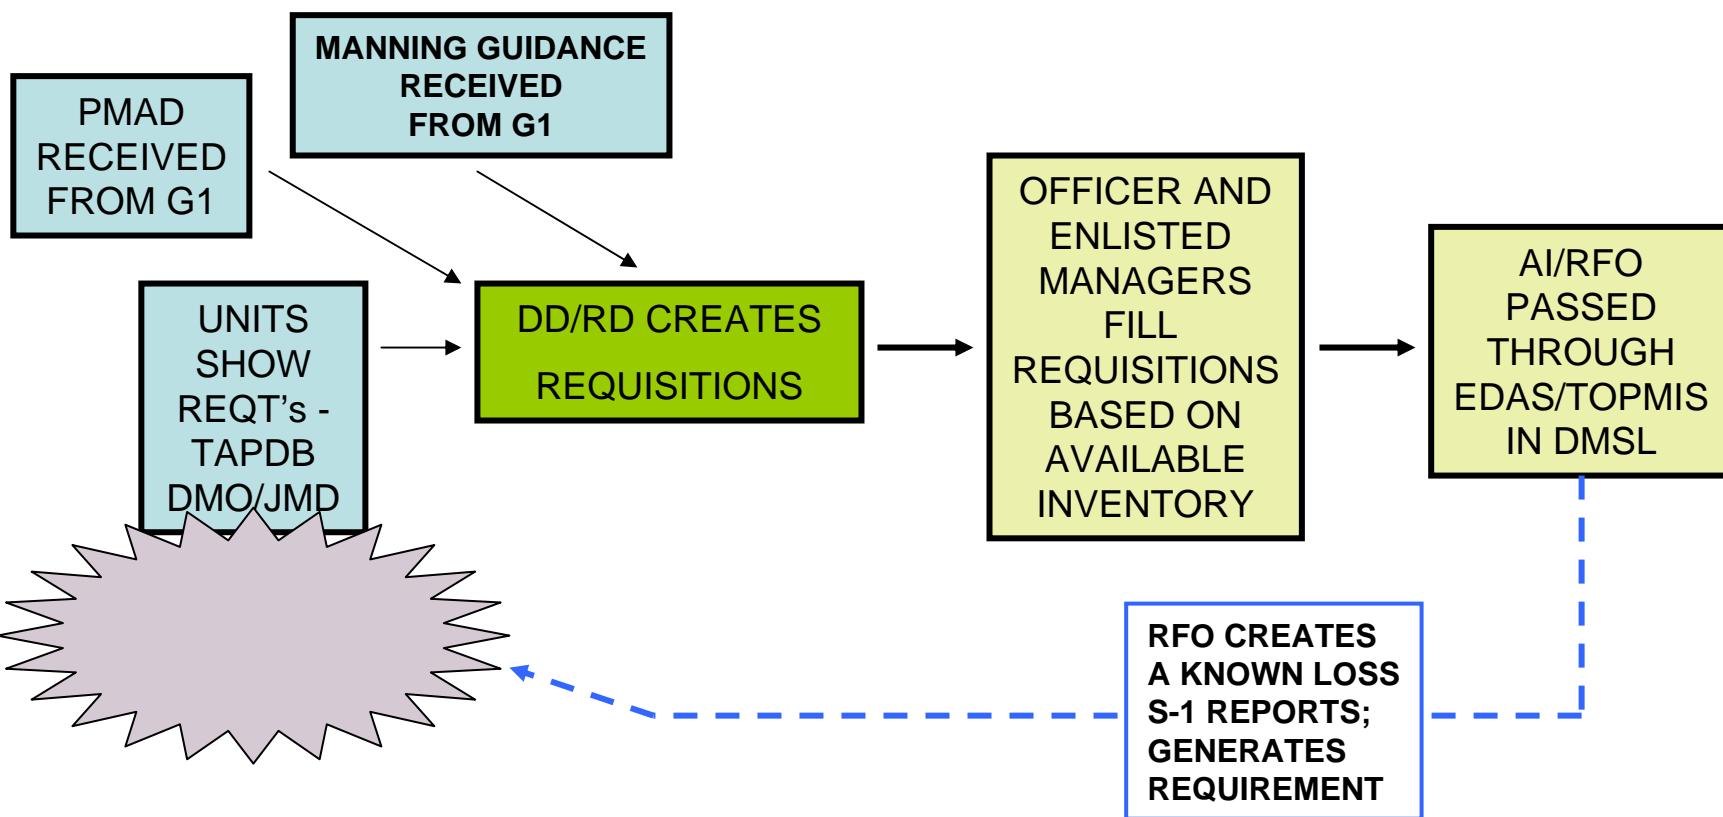 MANNING GUIDANCE
RECEIVED
FROM G1
PMAD
RECEIVED
FROM G1
UNITS
SHOW
REQT's -
TAPDB
DMO/JMD
DD/RD CREATES
REQUISITIONS
OFFICER AND
ENLISTED
MANAGERS
FILL
REQUISITIONS
BASED ON
AVAILABLE
INVENTORY
AI/RFO
PASSED
THROUGH
EDAS/TOPMIS
IN DMSL
RFO CREATES
A KNOWN LOSS
S-1 REPORTS;
GENERATES
REQUIREMENT